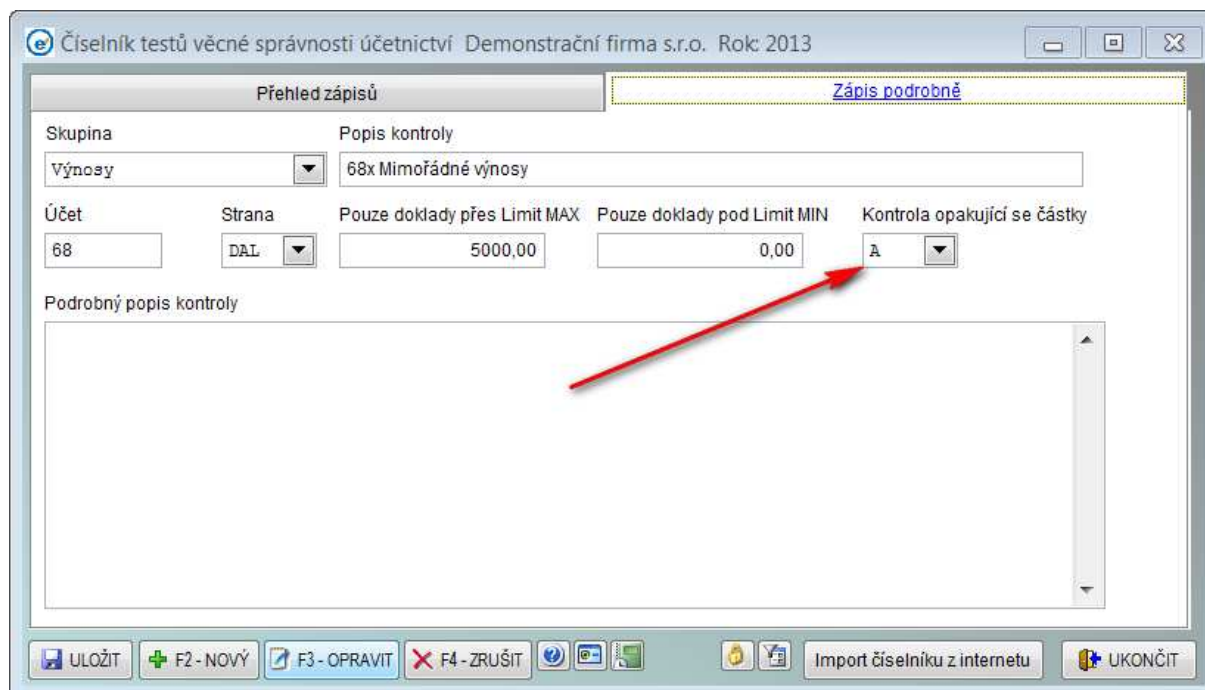 Číselník testů věcné správnosti účetnictví Demonstrační firma s.r.o. Rok: 2013
Přehled zápisů Zápis podrobně
Skupina Popis kontroly
Výnosy 68x Mimořádné výnosy
Účet Strana Pouze doklady přes Limit MAX Pouze doklady pod Limit MIN Kontrola opakující se částky
68 DAL 5000,00 0,00 A
Podrobný popis kontroly
ULOŽIT F2 - NOVÝ F3 - OPRAVIT F4 - ZRUŠIT Import číselníku z internetu UKONČIT